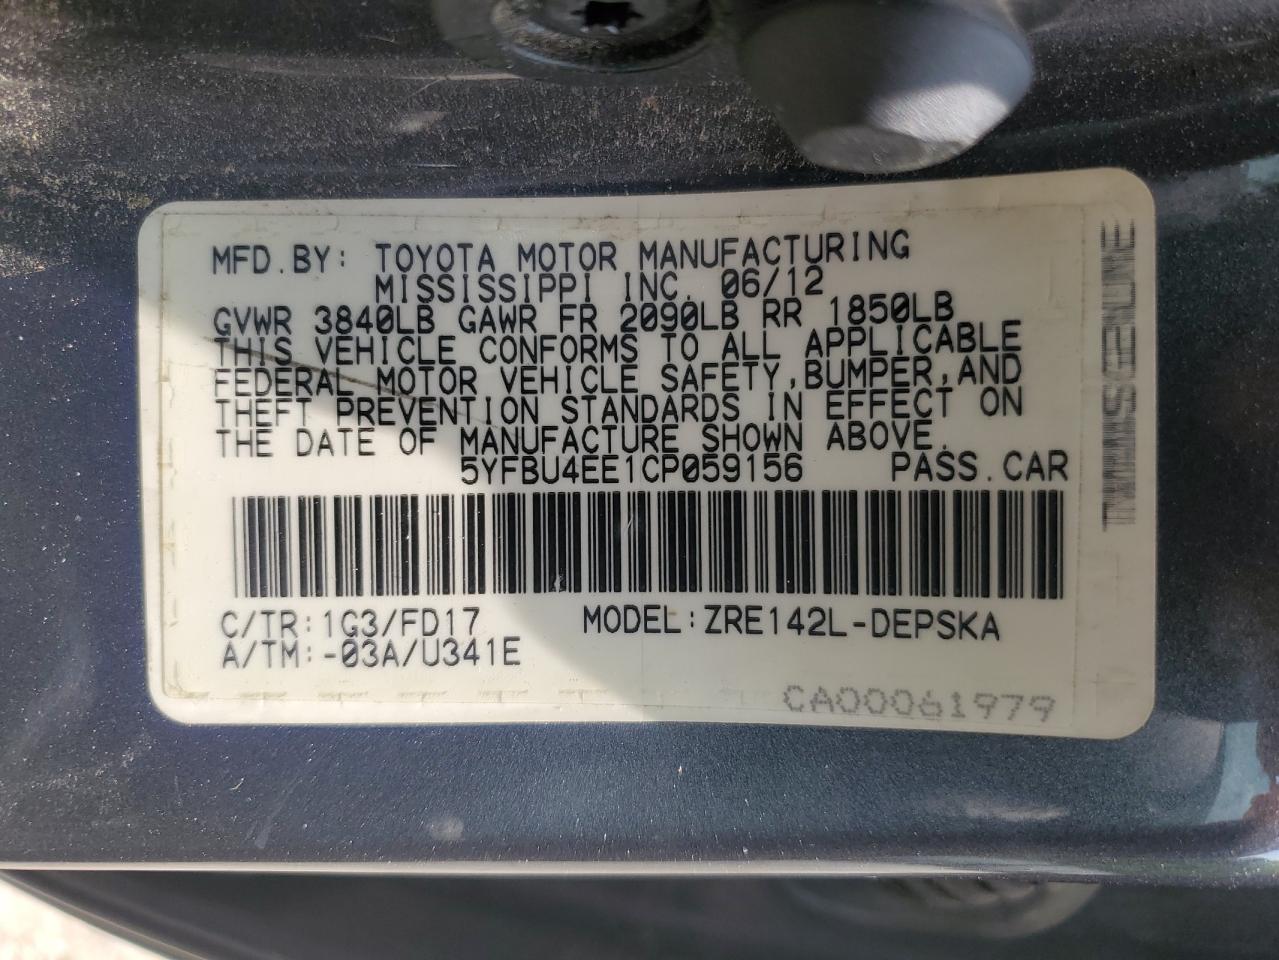 MFD.BY: TOYOTA MOTOR MANUFACTURING
MISSISSIPPI INC. 06/12
GVWR 3840LB GAWR FR 2090LB RR 1850LB
THIS VEHICLE CONFORMS TO ALL APPLICABLE
FEDERAL MOTOR VEHICLE SAFETY,BUMPER,AND
THEFT PREVENTION STANDARDS IN EFFECT ON
THE DATE OF MANUFACTURE SHOWN ABOVE.
5YFBU4EE1CP059156 PASS.CAR
C/TR:1G3/FD17 MODEL:ZRE142L-DEPSKA
A/TM:-03A/U341E
CA00061979